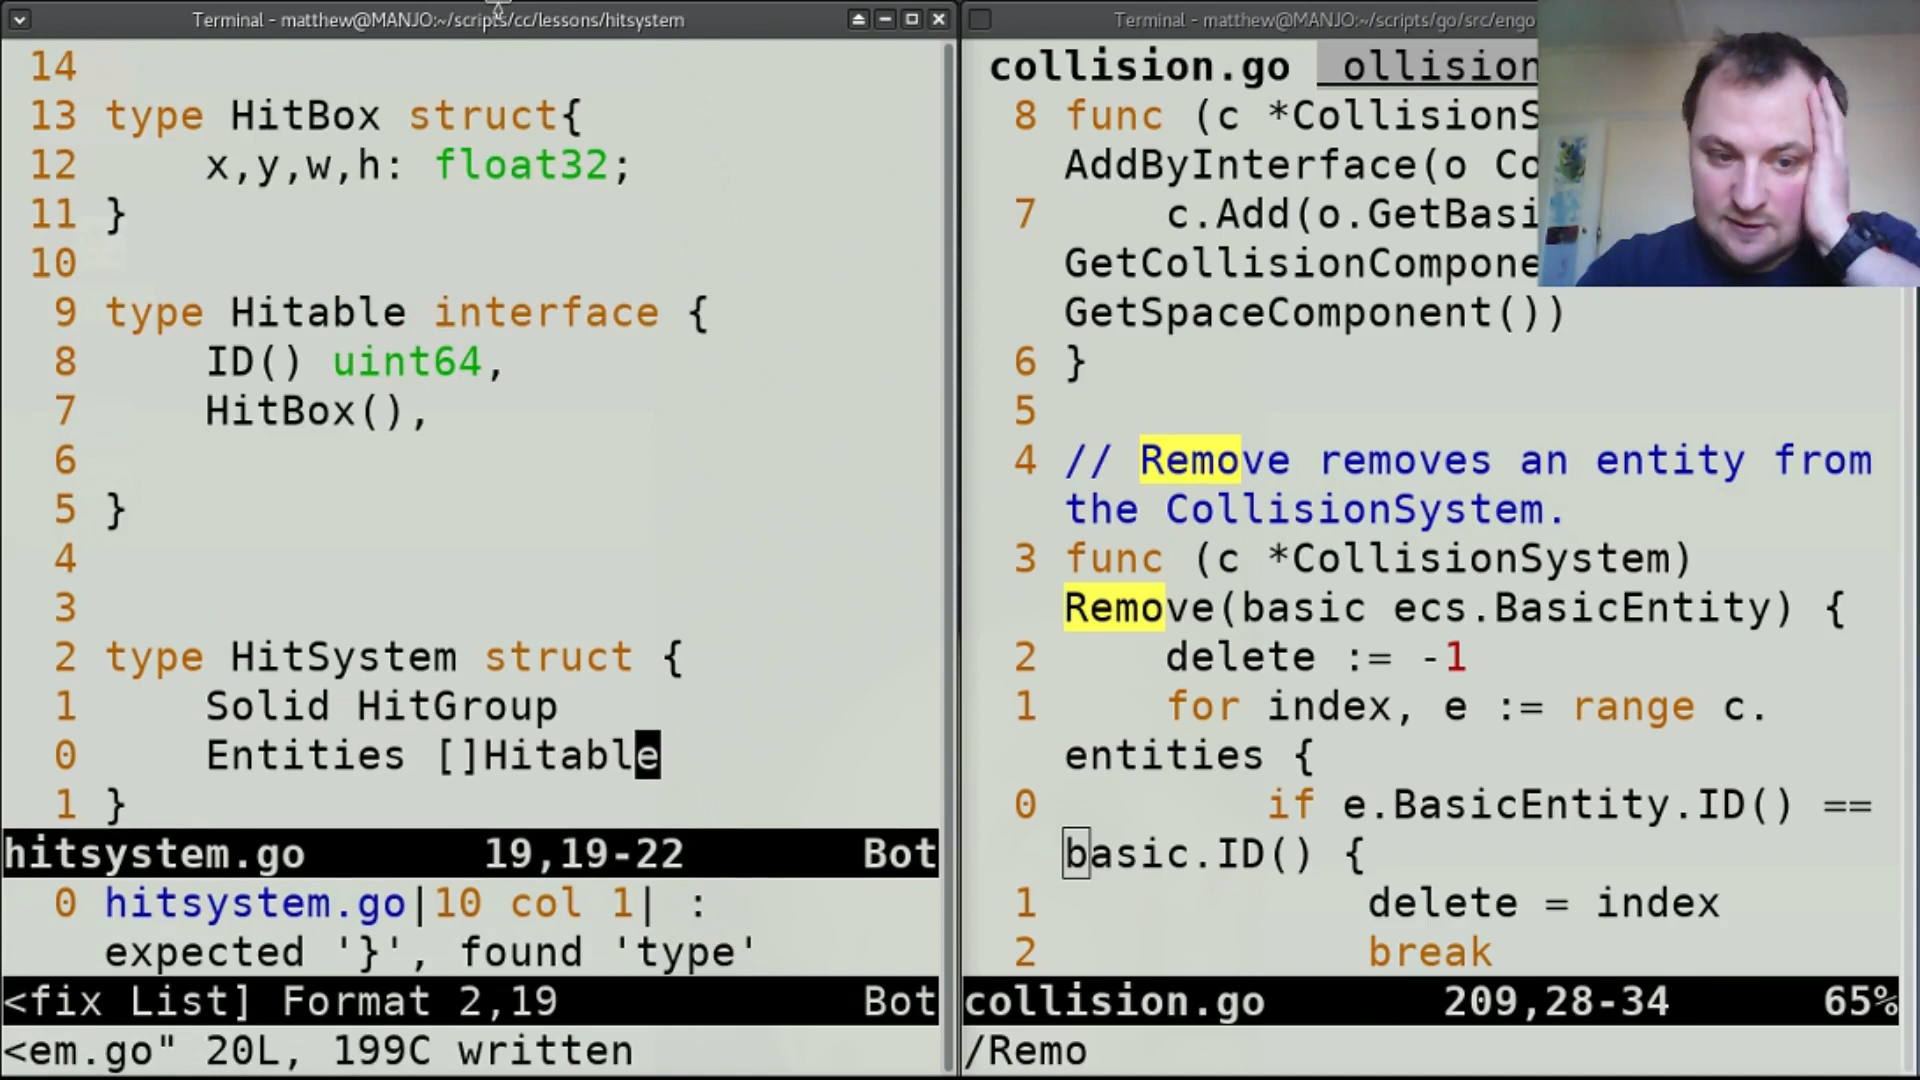 Terminal - matthew@MANJO:~/scripts/cc/lessons/hitsystem
14
13 type HitBox struct{
12 x,y,w,h: float32;
11 }
10
9 type Hitable interface {
8 ID() uint64,
7 HitBox(),
6
5 }
4
3
2 type HitSystem struct {
1 Solid HitGroup
0 Entities []Hitable
1 }
hitsystem.go 19,19-22 Bot
0 hitsystem.go|10 col 1| :
expected '}', found 'type'
<fix List] Format 2,19 Bot
<em.go" 20L, 199C written
Terminal - matthew@MANJO:~/scripts/go/src/engo
collision.go ollision
8 func (c *CollisionS
AddByInterface(o Co
7 c.Add(o.GetBasi
GetCollisionCompone
GetSpaceComponent())
6 }
5
4 // Remove removes an entity from
the CollisionSystem.
3 func (c *CollisionSystem)
Remove(basic ecs.BasicEntity) {
2 delete := -1
1 for index, e := range c.
entities {
0 if e.BasicEntity.ID() ==
basic.ID() {
1 delete = index
2 break
collision.go 209,28-34 65%
/Remo